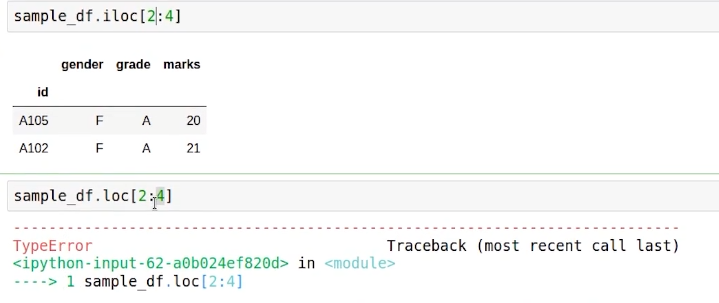 sample_df.iloc[2:4]
gender grade marks
id
A105 F A 20
A102 F A 21
sample_df.loc[2:4]
---------------------------------------------------------------------------
TypeError Traceback (most recent call last)
<ipython-input-62-a0b024ef820d> in <module>
----> 1 sample_df.loc[2:4]